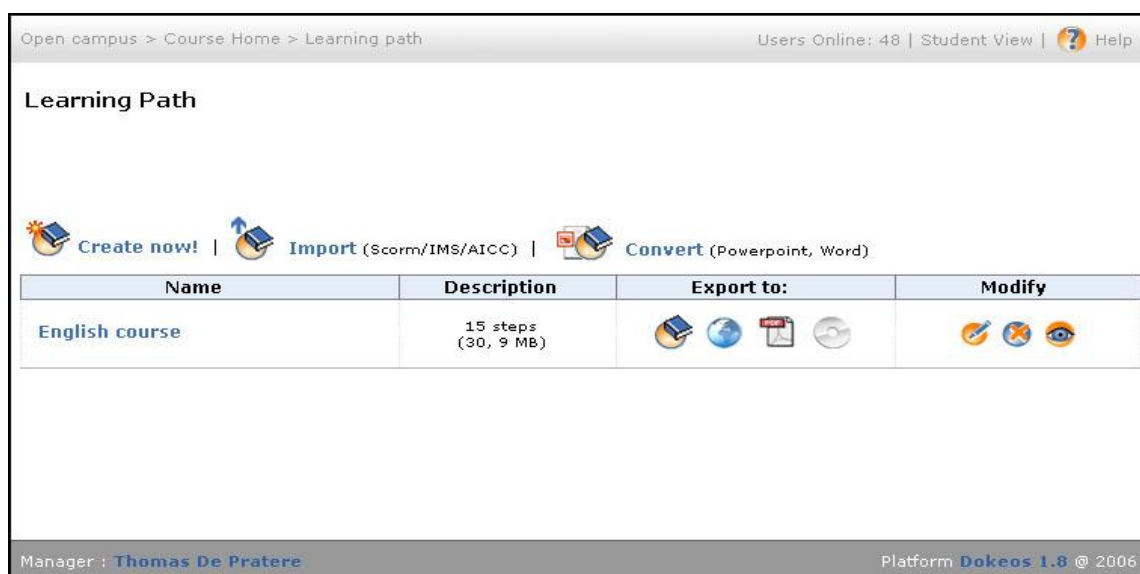 Open campus > Course Home > Learning path Users Online: 48 | Student View | Help
Learning Path
Create now! | Import (Scorm/IMS/AICC) | Convert (Powerpoint, Word)
Name Description Export to: Modify
English course 15 steps
(30, 9 MB)
PDF
Manager : Thomas De Pratere Platform Dokeos 1.8 @ 2006